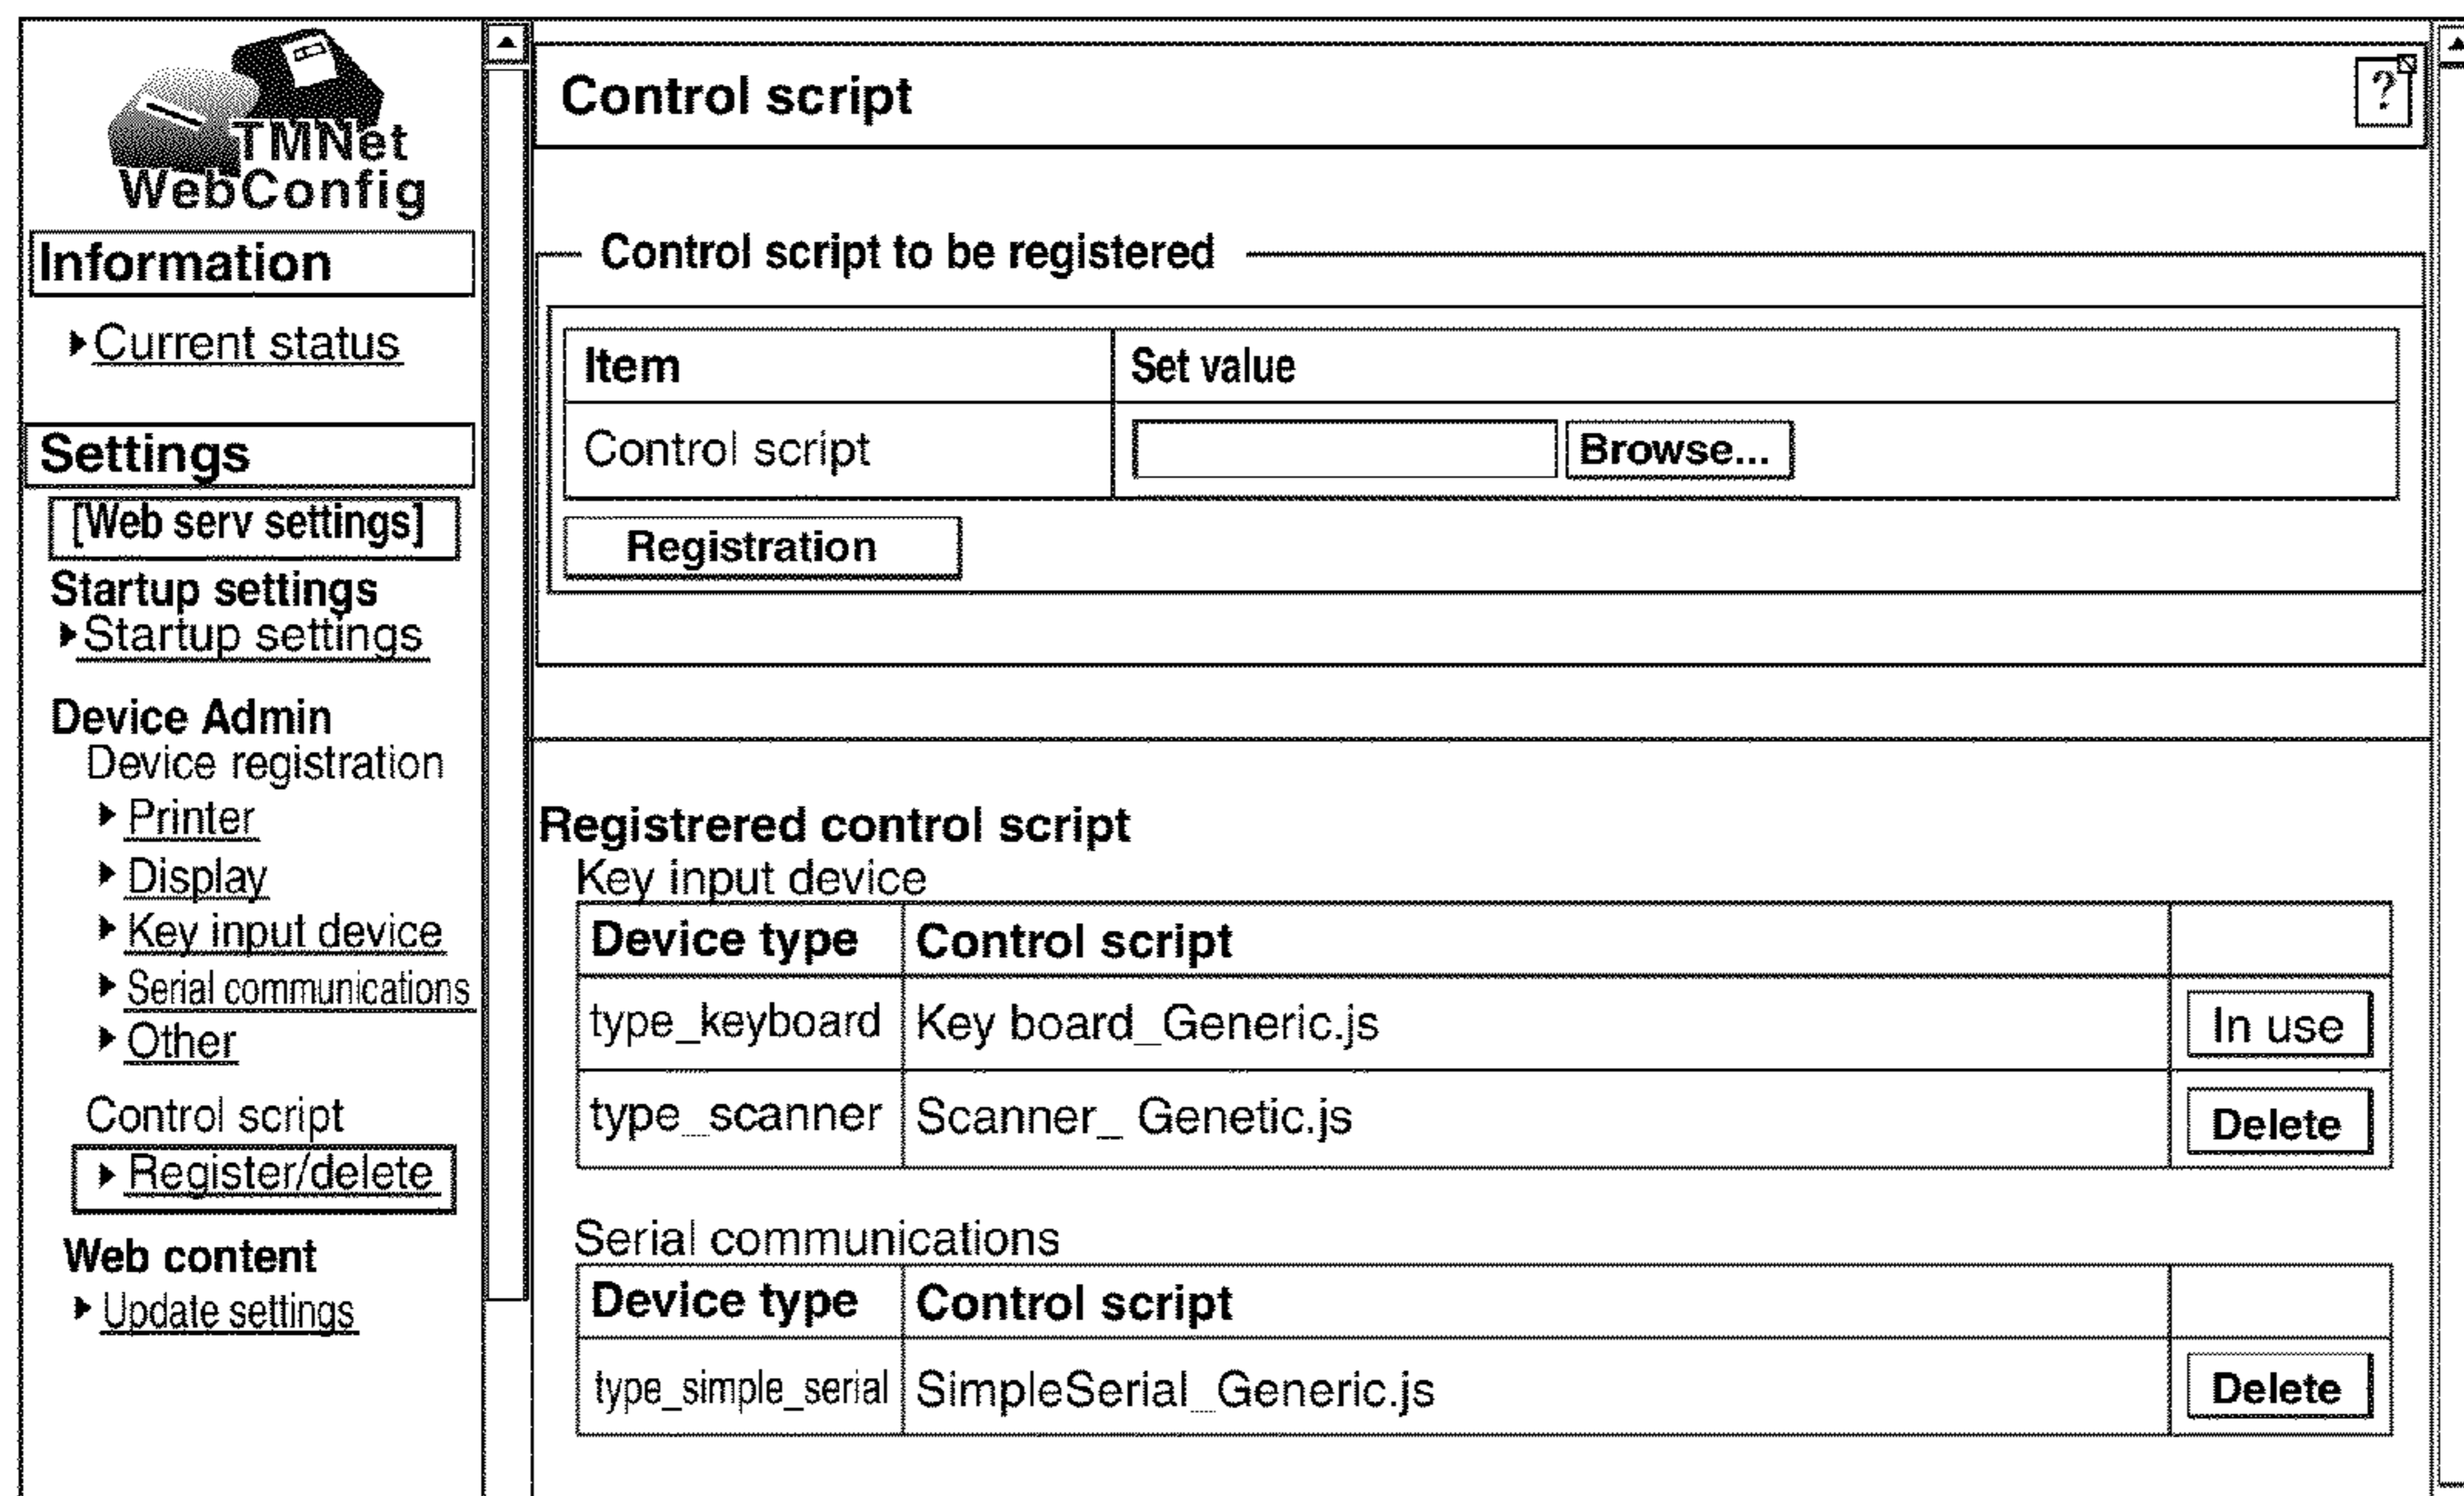 TMNet
WebConfig
Information
Current status
Settings
[Web serv settings]
Startup settings
Startup settings
Device Admin
Device registration
Printer
Display
Key input device
Serial communications
Other
Control script
Register/delete
Web content
Update settings
Control script
?
Control script to be registered
Item Set value
Control script Browse...
Registration
Registrered control script
Key input device
Device type Control script
type_keyboard Key board_Generic.js In use
type_scanner Scanner_ Genetic.js Delete
Serial communications
Device type Control script
type_simple_serial SimpleSerial_Generic.js Delete